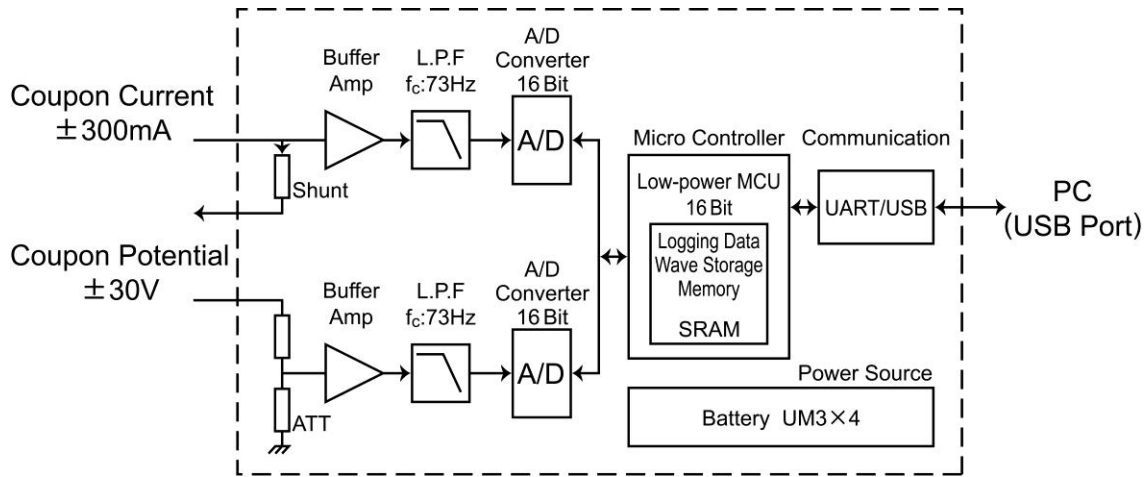 Coupon Current
±300mA
Shunt
Buffer
Amp
L.P.F
fc:73Hz
A/D
Converter
16 Bit
A/D
Coupon Potential
±30V
ATT
Buffer
Amp
L.P.F
fc:73Hz
A/D
Converter
16 Bit
A/D
Micro Controller
Low-power MCU
16 Bit
Logging Data
Wave Storage
Memory
SRAM
Communication
UART/USB
PC
(USB Port)
Power Source
Battery UM3×4